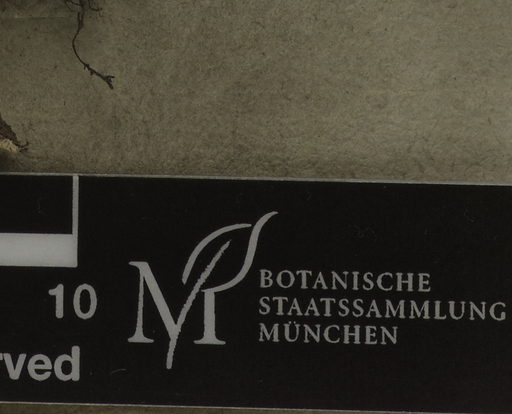 10
rved
BOTANISCHE
STAATSSAMMLUNG
MÜNCHEN